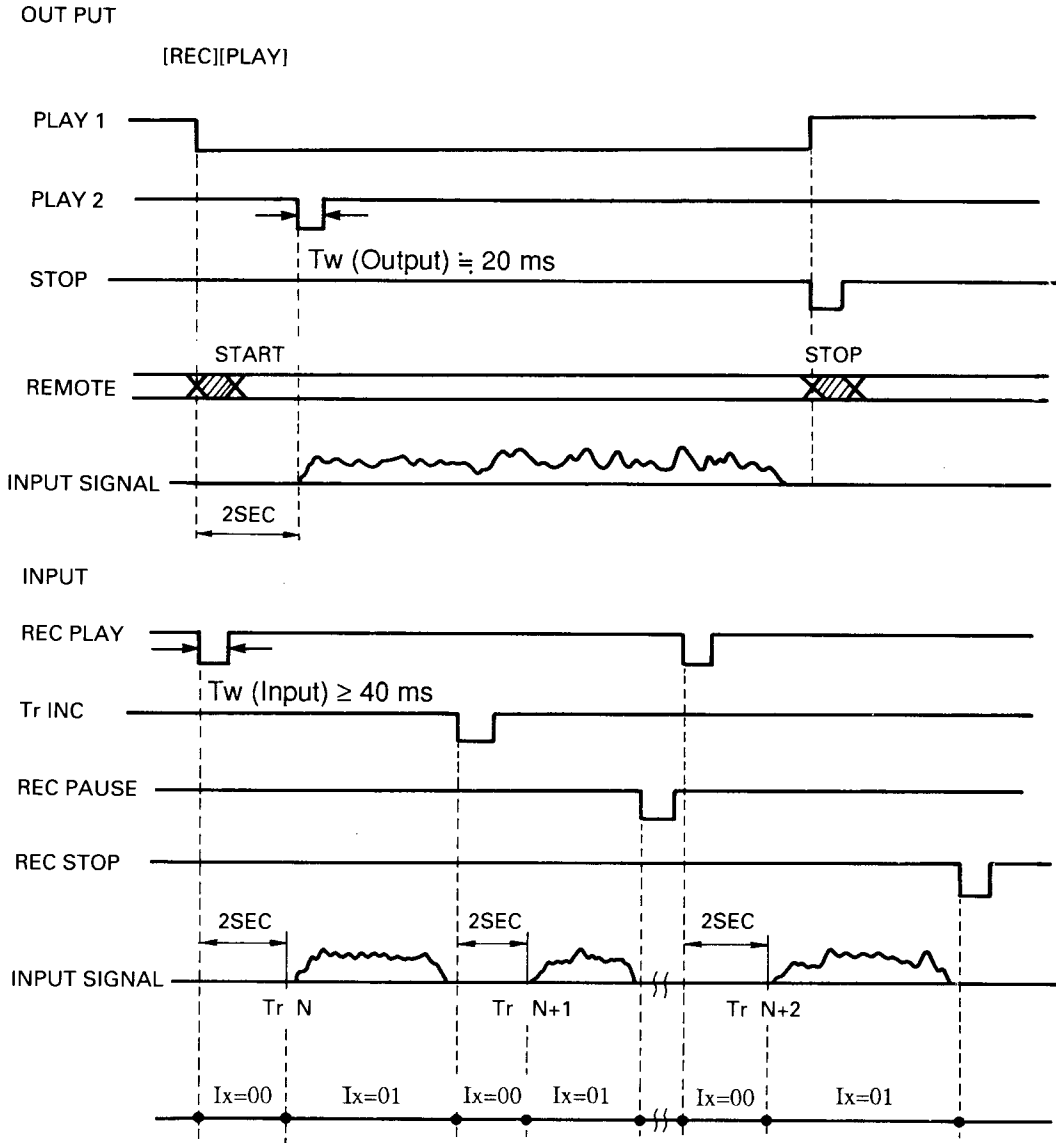 OUT PUT
[REC][PLAY]
PLAY 1
PLAY 2
Tw (Output) ≒ 20 ms
STOP
START STOP
REMOTE
INPUT SIGNAL
2SEC
INPUT
REC PLAY
Tw (Input) ≥ 40 ms
Tr INC
REC PAUSE
REC STOP
2SEC 2SEC 2SEC
INPUT SIGNAL
Tr N Tr N+1 Tr N+2
Ix=00 Ix=01 Ix=00 Ix=01 Ix=00 Ix=01